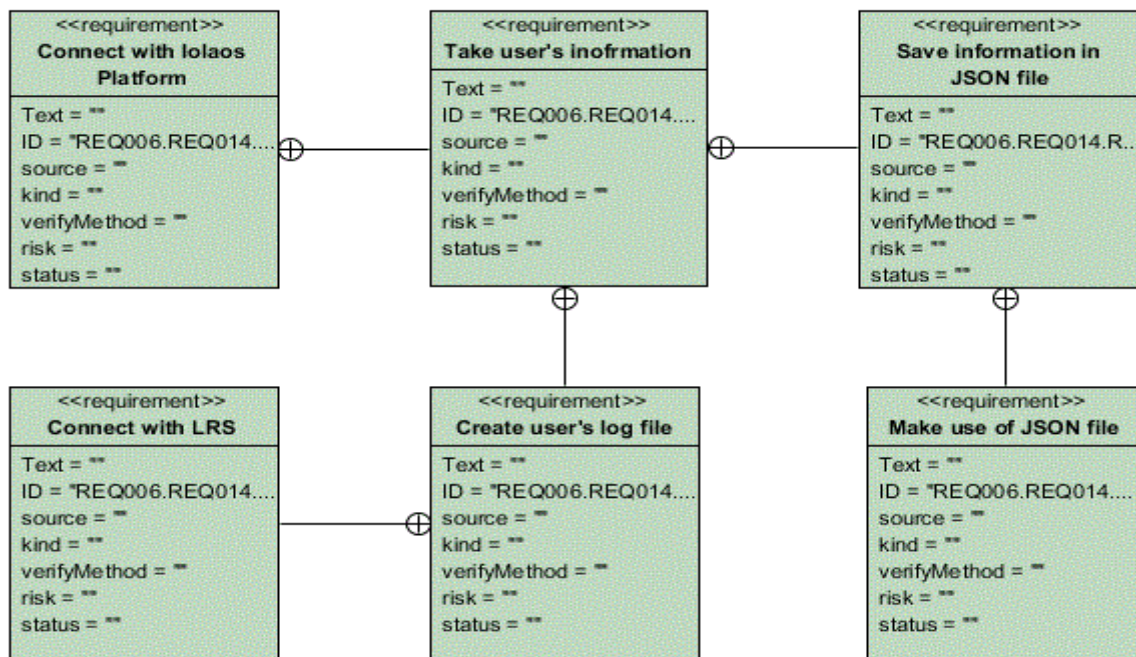 <<requirement>>
Connect with Iolaos
Platform
Text = ""
ID = "REQ006.REQ014....
source = ""
kind = ""
verifyMethod = ""
risk = ""
status = ""
<<requirement>>
Take user's inofrmation
Text = ""
ID = "REQ006.REQ014....
source = ""
kind = ""
verifyMethod = ""
risk = ""
status = ""
<<requirement>>
Save information in
JSON file
Text = ""
ID = "REQ006.REQ014.R...
source = ""
kind = ""
verifyMethod = ""
risk = ""
status = ""
<<requirement>>
Connect with LRS
Text = ""
ID = "REQ006.REQ014....
source = ""
kind = ""
verifyMethod = ""
risk = ""
status = ""
<<requirement>>
Create user's log file
Text = ""
ID = "REQ006.REQ014....
source = ""
kind = ""
verifyMethod = ""
risk = ""
status = ""
<<requirement>>
Make use of JSON file
Text = ""
ID = "REQ006.REQ014....
source = ""
kind = ""
verifyMethod = ""
risk = ""
status = ""